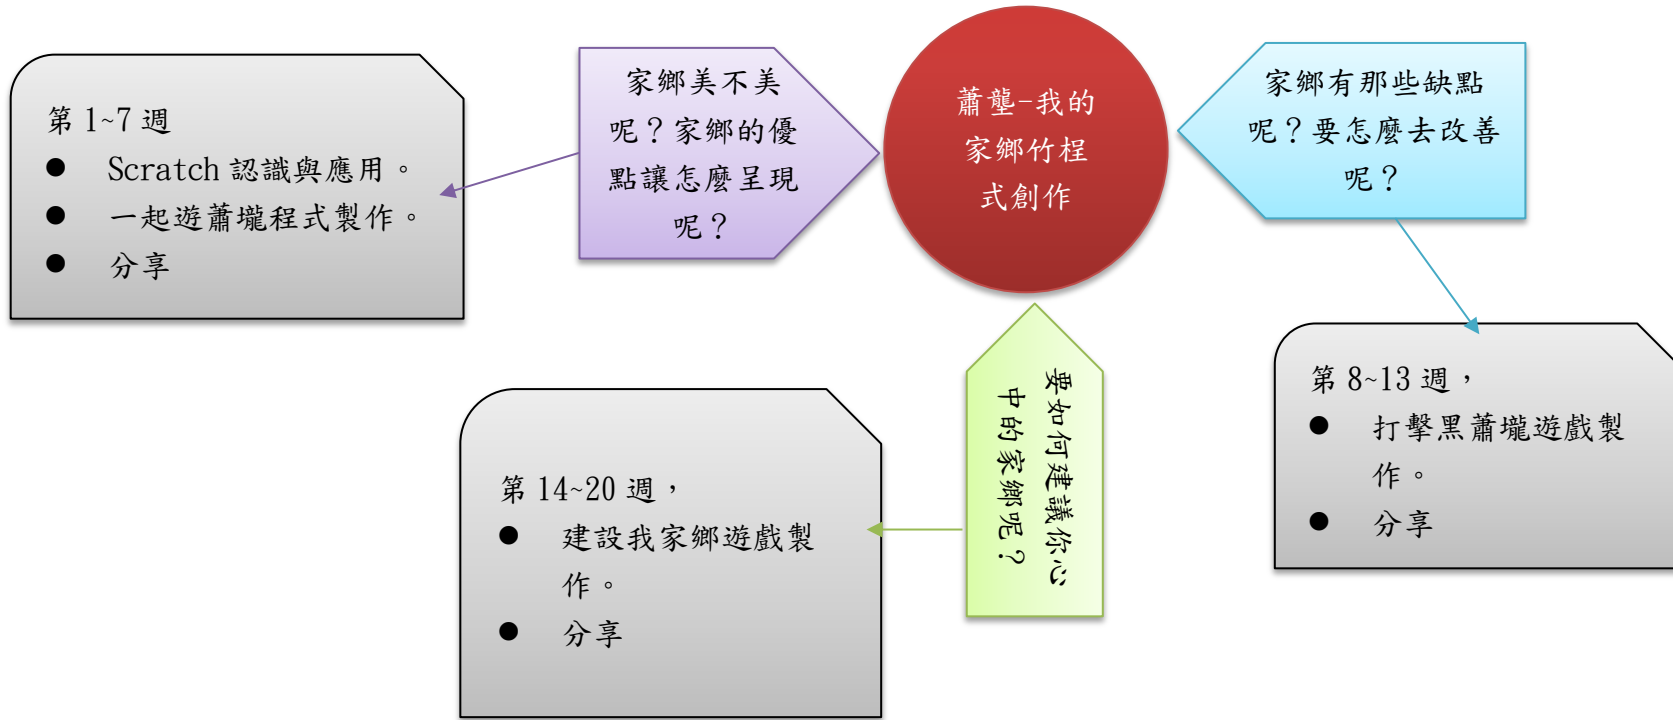 第 1~7 週
● Scratch 認識與應用。
● 一起遊蕭壠程式製作。
● 分享
家鄉美不美
呢？家鄉的優
點讓怎麼呈現
呢？
蕭壟-我的
家鄉竹桯
式創作
家鄉有那些缺點
呢？要怎麼去改善
呢？
第 8~13 週，
● 打擊黑蕭壠遊戲製
作。
● 分享
要如何建議你心
中的家鄉呢？
第 14~20 週，
● 建設我家鄉遊戲製
作。
● 分享